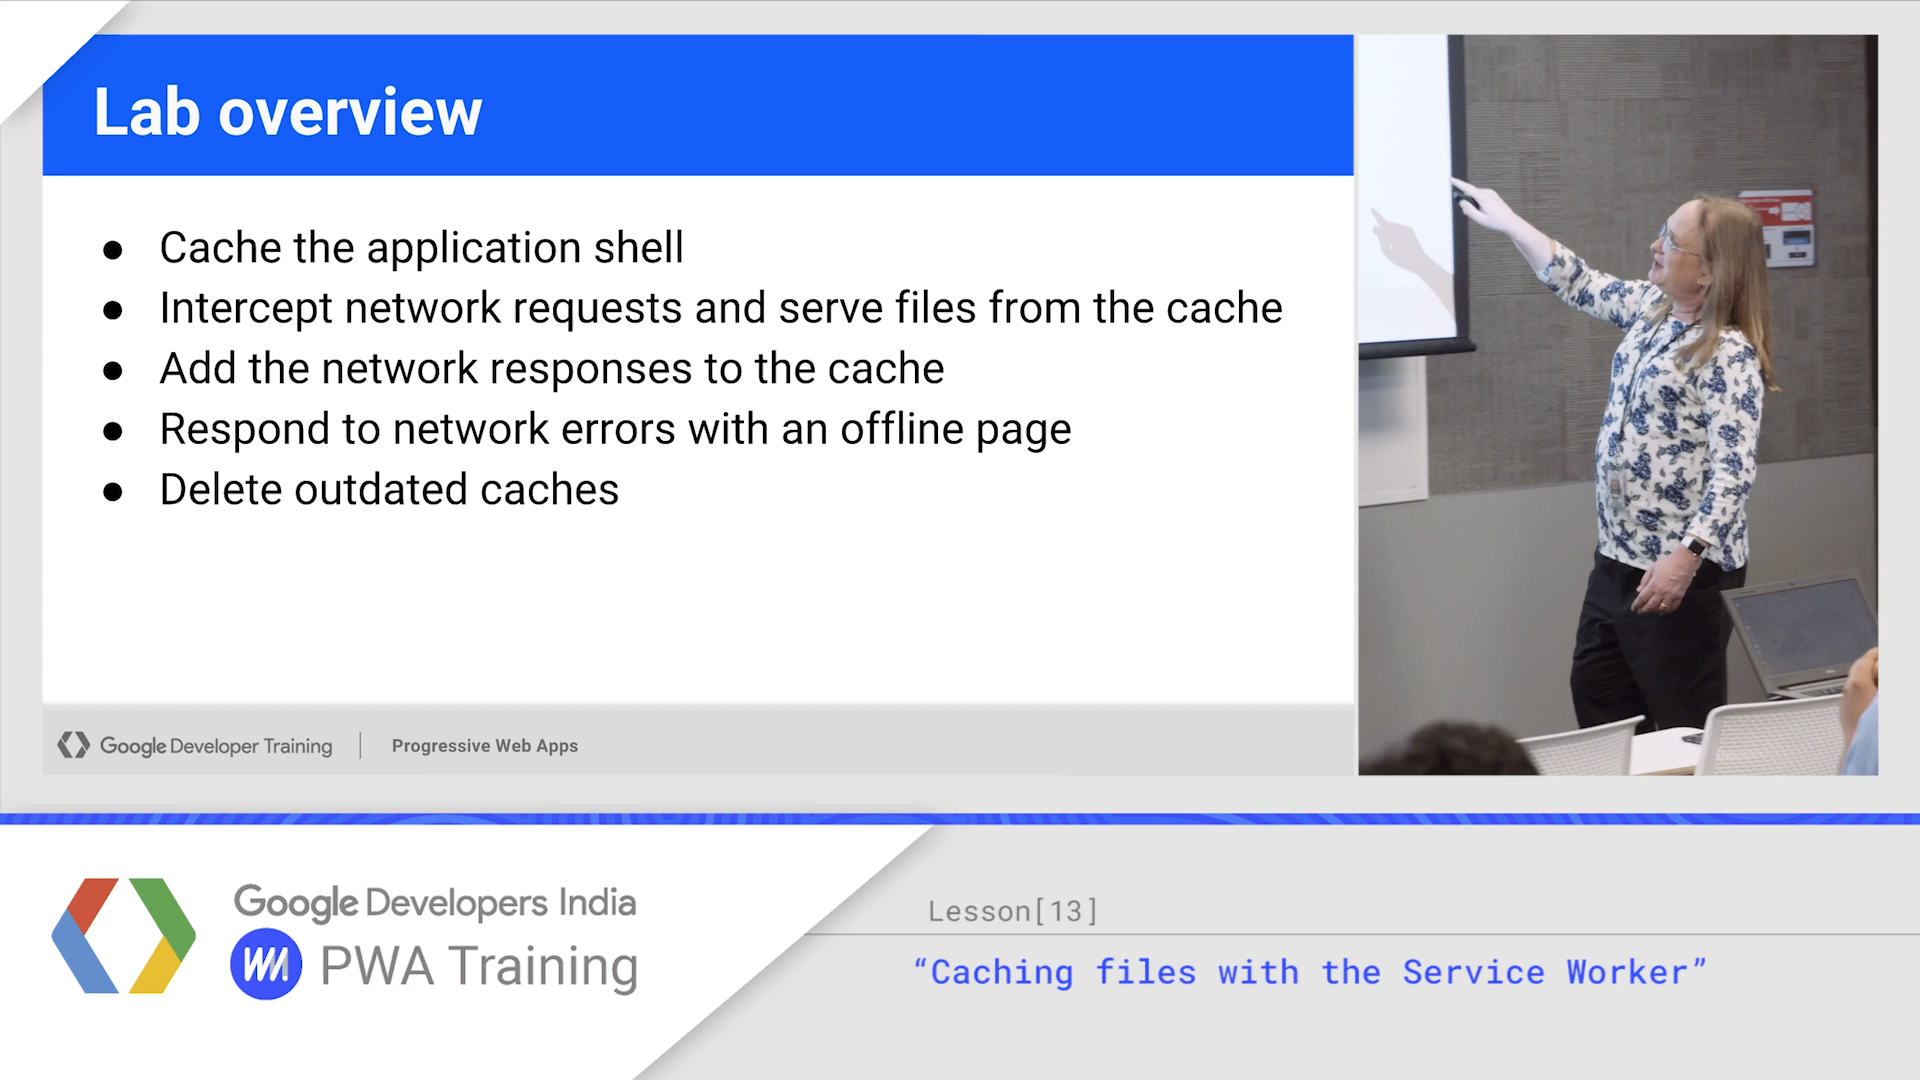 Lab overview
● Cache the application shell
● Intercept network requests and serve files from the cache
● Add the network responses to the cache
● Respond to network errors with an offline page
● Delete outdated caches
Google Developer Training | Progressive Web Apps
Google Developers India
PWA Training
Lesson[13]
“Caching files with the Service Worker”